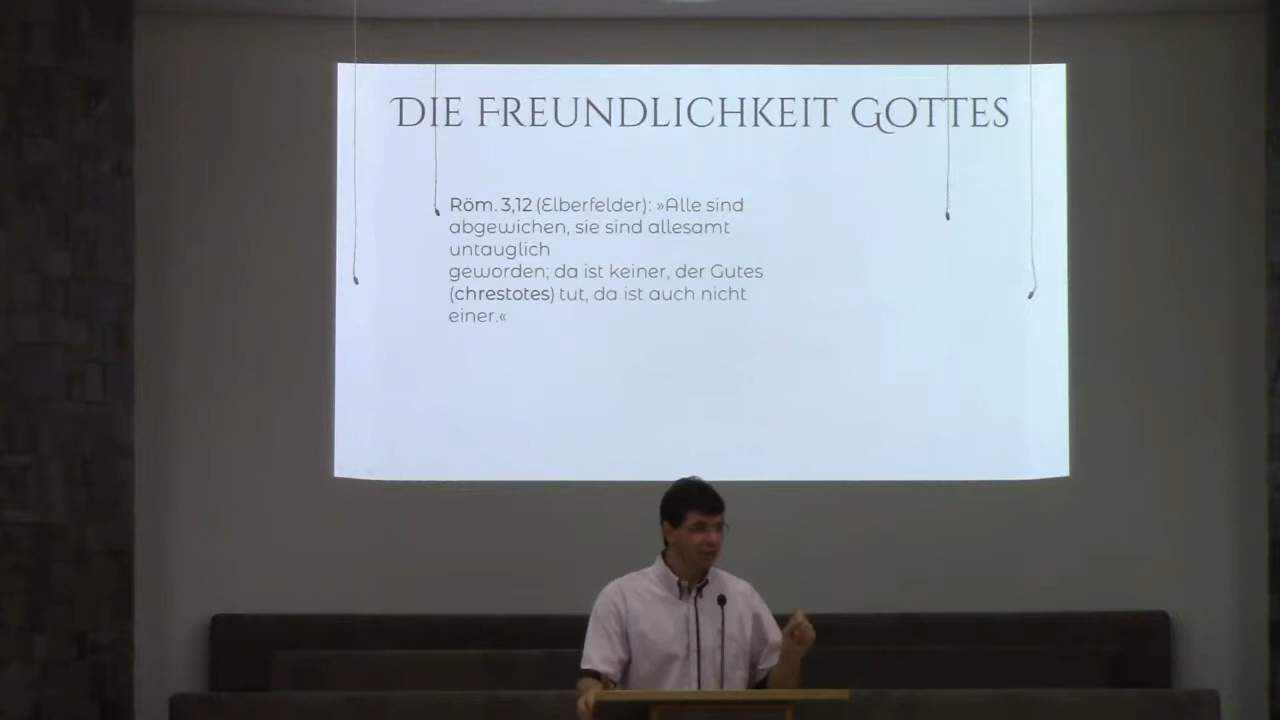 Die Freundlichkeit Gottes
Röm. 3,12 (Elberfelder): »Alle sind
abgewichen, sie sind allesamt
untauglich
geworden; da ist keiner, der Gutes
(chrestotes) tut, da ist auch nicht
einer.«